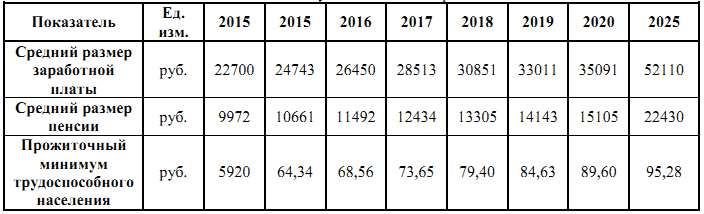 Показатель Ед. изм. 2015 2015 2016 2017 2018 2019 2020 2025
Средний размер заработной платы руб. 22700 24743 26450 28513 30851 33011 35091 52110
Средний размер пенсии руб. 9972 10661 11492 12434 13305 14143 15105 22430
Прожиточный минимум трудоспособного населения руб. 5920 64,34 68,56 73,65 79,40 84,63 89,60 95,28